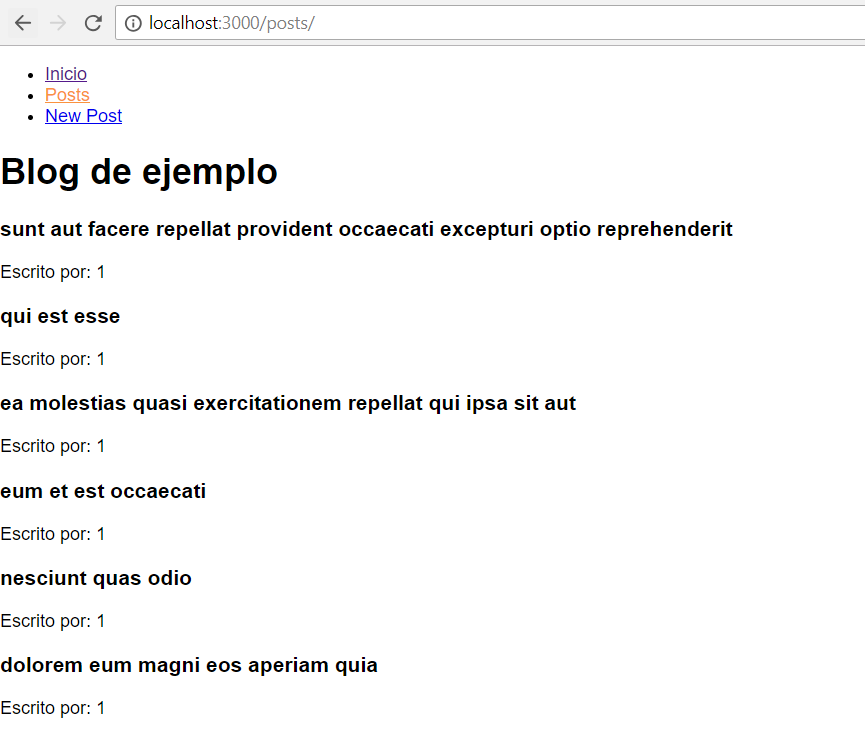 localhost:3000/posts/
Inicio
Posts
New Post
Blog de ejemplo
sunt aut facere repellat provident occaecati excepturi optio reprehenderit
Escrito por: 1
qui est esse
Escrito por: 1
ea molestias quasi exercitationem repellat qui ipsa sit aut
Escrito por: 1
eum et est occaecati
Escrito por: 1
nesciunt quas odio
Escrito por: 1
dolorem eum magni eos aperiam quia
Escrito por: 1